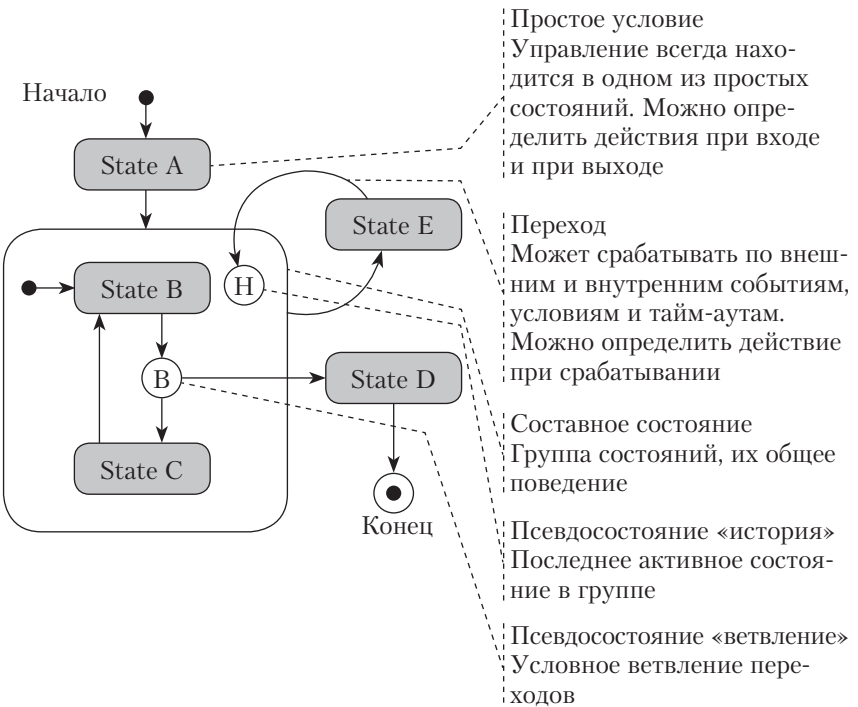 Простое условие
Управление всегда нахо-
дится в одном из простых
состояний. Можно опре-
делить действия при входе
и при выходе
Начало
State A
State E
Переход
Может срабатывать по внеш-
ним и внутренним событиям,
условиям и тайм-аутам.
Можно определить действие
при срабатывании
State B
H
B
State D
State C
Конец
Составное состояние
Группа состояний, их общее
поведение
Псевдосостояние «история»
Последнее активное состоя-
ние в группе
Псевдосостояние «ветвление»
Условное ветвление пере-
ходов